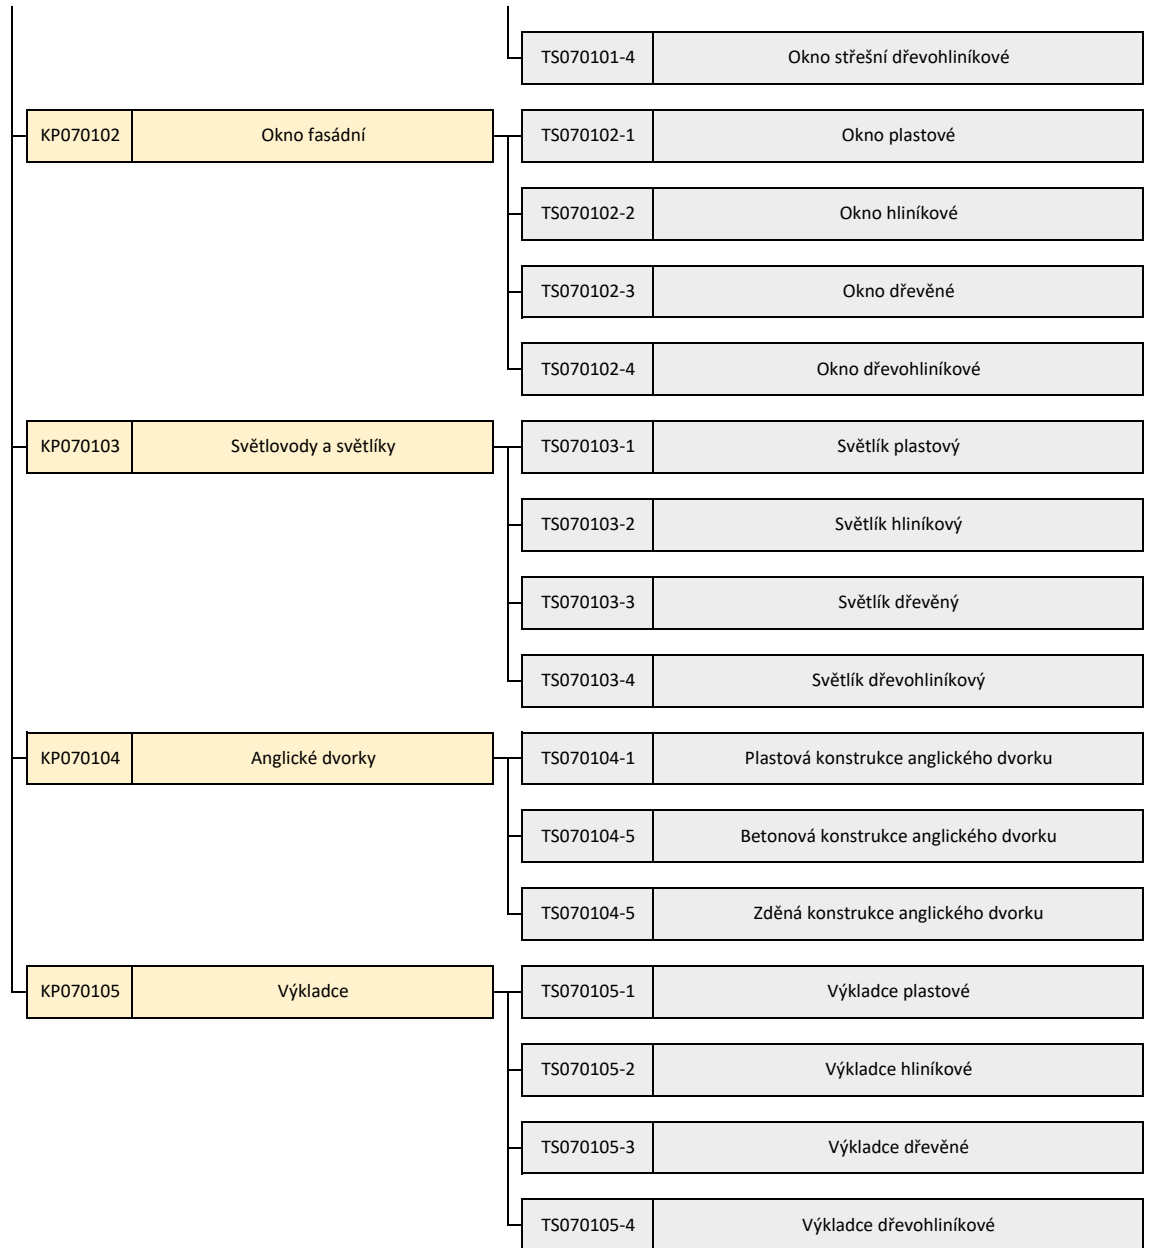 TS070101-4 Okno střešní dřevohliníkové
KP070102 Okno fasádní TS070102-1 Okno plastové
TS070102-2 Okno hliníkové
TS070102-3 Okno dřevěné
TS070102-4 Okno dřevohliníkové
KP070103 Světlovody a světlíky TS070103-1 Světlík plastový
TS070103-2 Světlík hliníkový
TS070103-3 Světlík dřevěný
TS070103-4 Světlík dřevohliníkový
KP070104 Anglické dvorky TS070104-1 Plastová konstrukce anglického dvorku
TS070104-5 Betonová konstrukce anglického dvorku
TS070104-5 Zděná konstrukce anglického dvorku
KP070105 Výkladce TS070105-1 Výkladce plastové
TS070105-2 Výkladce hliníkové
TS070105-3 Výkladce dřevěné
TS070105-4 Výkladce dřevohliníkové